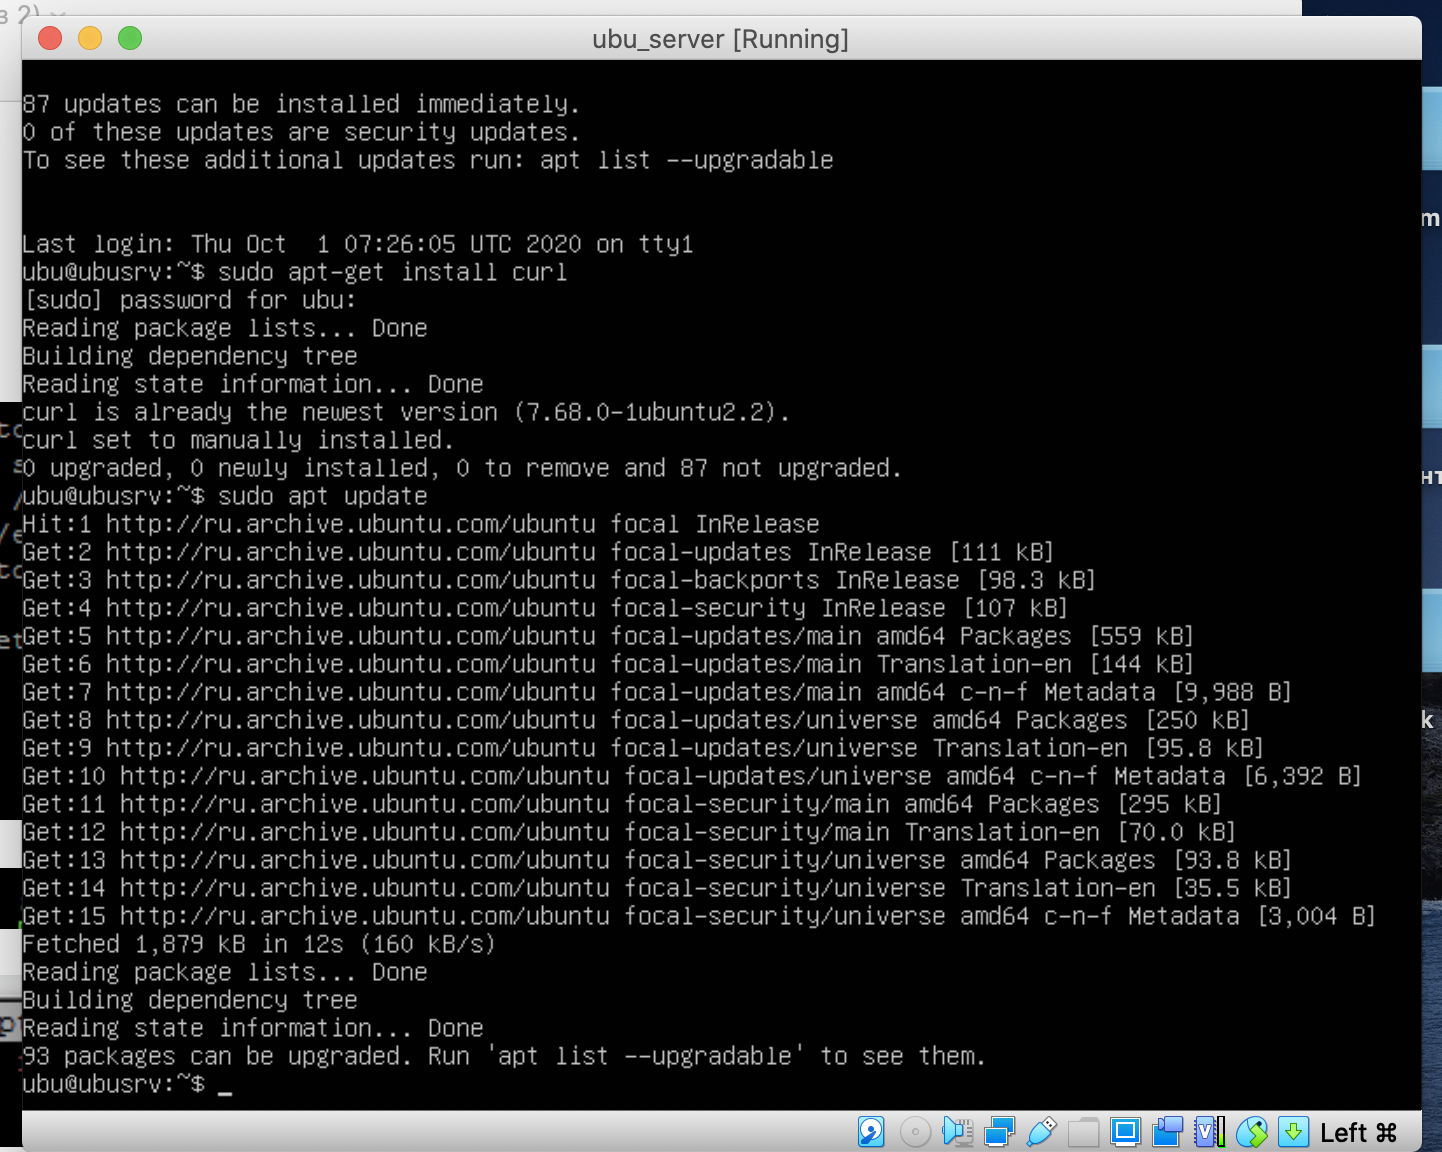 в 2)
ubu_server [Running]
87 updates can be installed immediately.
0 of these updates are security updates.
To see these additional updates run: apt list --upgradable
Last login: Thu Oct  1 07:26:05 UTC 2020 on tty1
ubu@ubusrv:~$ sudo apt-get install curl
[sudo] password for ubu:
Reading package lists... Done
Building dependency tree
Reading state information... Done
curl is already the newest version (7.68.0-1ubuntu2.2).
curl set to manually installed.
0 upgraded, 0 newly installed, 0 to remove and 87 not upgraded.
ubu@ubusrv:~$ sudo apt update
Hit:1 http://ru.archive.ubuntu.com/ubuntu focal InRelease
Get:2 http://ru.archive.ubuntu.com/ubuntu focal-updates InRelease [111 kB]
Get:3 http://ru.archive.ubuntu.com/ubuntu focal-backports InRelease [98.3 kB]
Get:4 http://ru.archive.ubuntu.com/ubuntu focal-security InRelease [107 kB]
Get:5 http://ru.archive.ubuntu.com/ubuntu focal-updates/main amd64 Packages [559 kB]
Get:6 http://ru.archive.ubuntu.com/ubuntu focal-updates/main Translation-en [144 kB]
Get:7 http://ru.archive.ubuntu.com/ubuntu focal-updates/main amd64 c-n-f Metadata [9,988 B]
Get:8 http://ru.archive.ubuntu.com/ubuntu focal-updates/universe amd64 Packages [250 kB]
Get:9 http://ru.archive.ubuntu.com/ubuntu focal-updates/universe Translation-en [95.8 kB]
Get:10 http://ru.archive.ubuntu.com/ubuntu focal-updates/universe amd64 c-n-f Metadata [6,392 B]
Get:11 http://ru.archive.ubuntu.com/ubuntu focal-security/main amd64 Packages [295 kB]
Get:12 http://ru.archive.ubuntu.com/ubuntu focal-security/main Translation-en [70.0 kB]
Get:13 http://ru.archive.ubuntu.com/ubuntu focal-security/universe amd64 Packages [93.8 kB]
Get:14 http://ru.archive.ubuntu.com/ubuntu focal-security/universe Translation-en [35.5 kB]
Get:15 http://ru.archive.ubuntu.com/ubuntu focal-security/universe amd64 c-n-f Metadata [3,004 B]
Fetched 1,879 kB in 12s (160 kB/s)
Reading package lists... Done
Building dependency tree
Reading state information... Done
93 packages can be upgraded. Run 'apt list --upgradable' to see them.
ubu@ubusrv:~$ _
Left ⌘